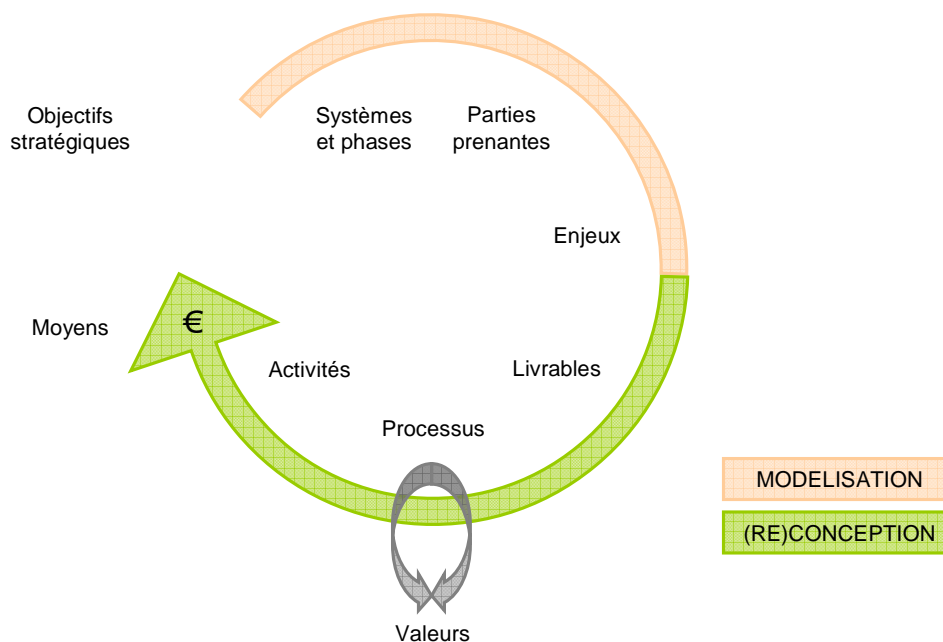 Objectifs
stratégiques
Systèmes
et phases
Parties
prenantes
Enjeux
Moyens
€
Activités
Livrables
Processus
MODELISATION
(RE)CONCEPTION
Valeurs